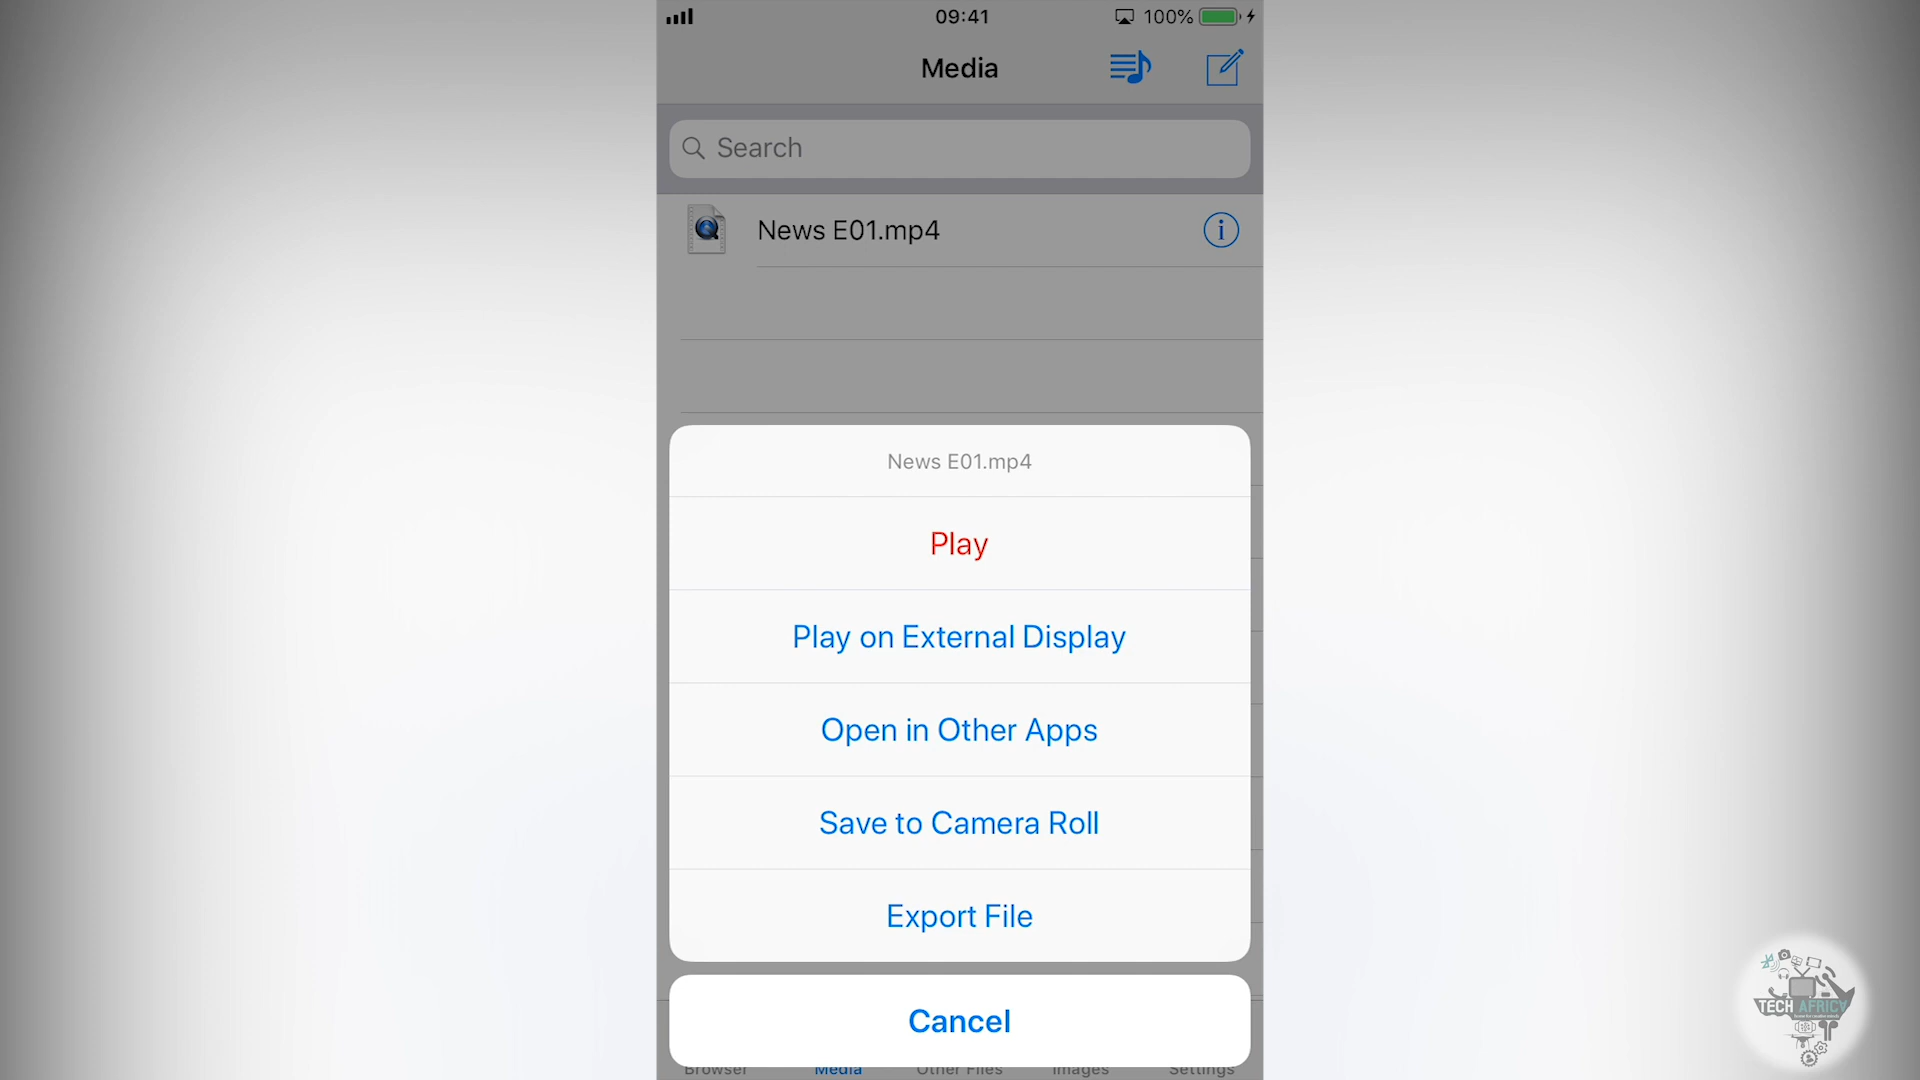 09:41
100%
Media
Search
News E01.mp4
News E01.mp4
Play
Play on External Display
Open in Other Apps
Save to Camera Roll
Export File
Cancel
Browser
Media
Other Files
Images
Settings
TECH AFRICA